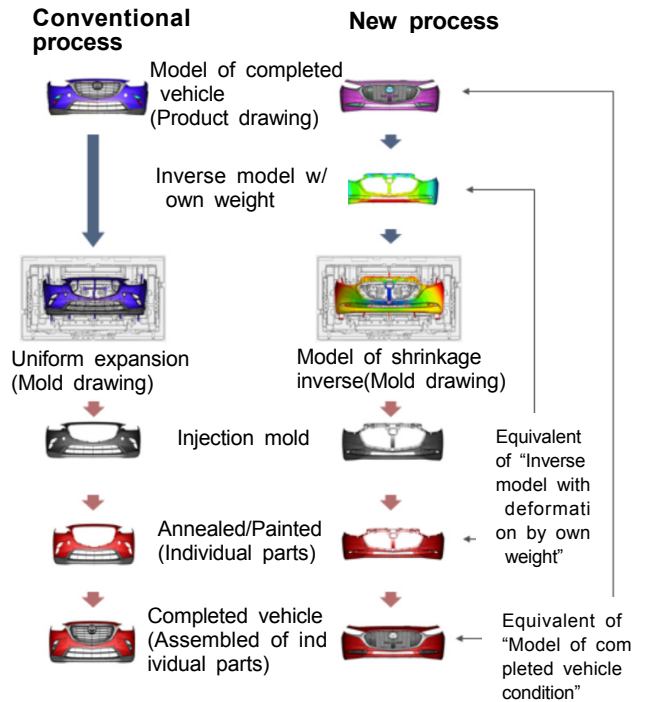 Conventional
process
New process
Model of completed
vehicle
(Product drawing)
Inverse model w/
own weight
Uniform expansion
(Mold drawing)
Model of shrinkage
inverse(Mold drawing)
Injection mold
Annealed/Painted
(Individual parts)
Completed vehicle
(Assembled of ind
ividual parts)
Equivalent
of “Inverse
model with
deformati
on by own
weight”
Equivalent of
“Model of com
pleted vehicle
condition”